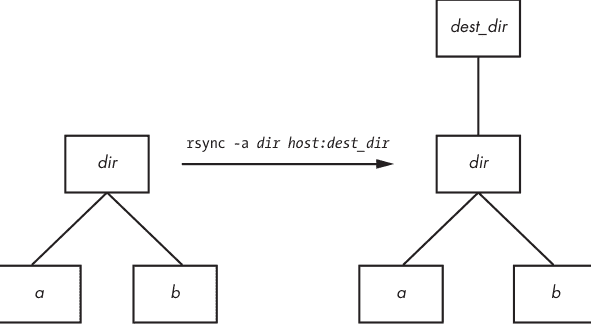 dest_dir
dir
rsync -a dir host:dest_dir
dir
a
b
a
b